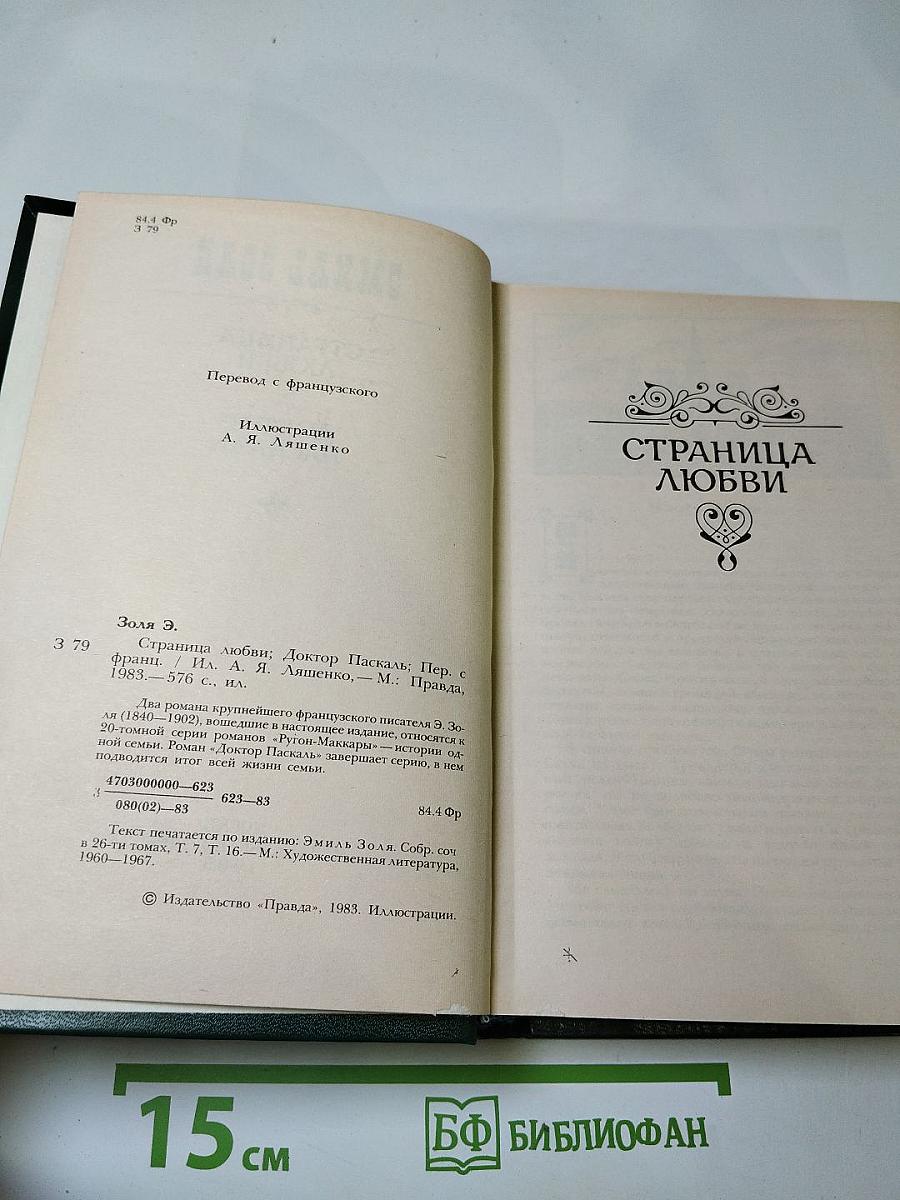 84.4 Фр
З 79
Перевод с французского
Иллюстрации
А. Я. Ляшенко
Золя Э.
З 79 Страница любви; Доктор Паскаль; Пер. с
франц. / Ил. А. Я. Ляшенко,— М.: Правда,
1983.— 576 с., ил.
Два романа крупнейшего французского писателя Э. Зо-
ля (1840—1902), вошедшие в настоящее издание, относятся к
20-томной серии романов «Ругон-Маккары» — истории од-
ной семьи. Роман «Доктор Паскаль» завершает серию, в нем
подводится итог всей жизни семьи.
4703000000—623
З 623—83
080(02)—83
84.4 Фр
Текст печатается по изданию: Эмиль Золя. Собр. соч
в 26-ти томах, Т. 7, Т. 16.— М.: Художественная литература,
1960—1967.
© Издательство «Правда», 1983. Иллюстрации.
СТРАНИЦА
ЛЮБВИ
15 см
БФ БИБЛИОФАН